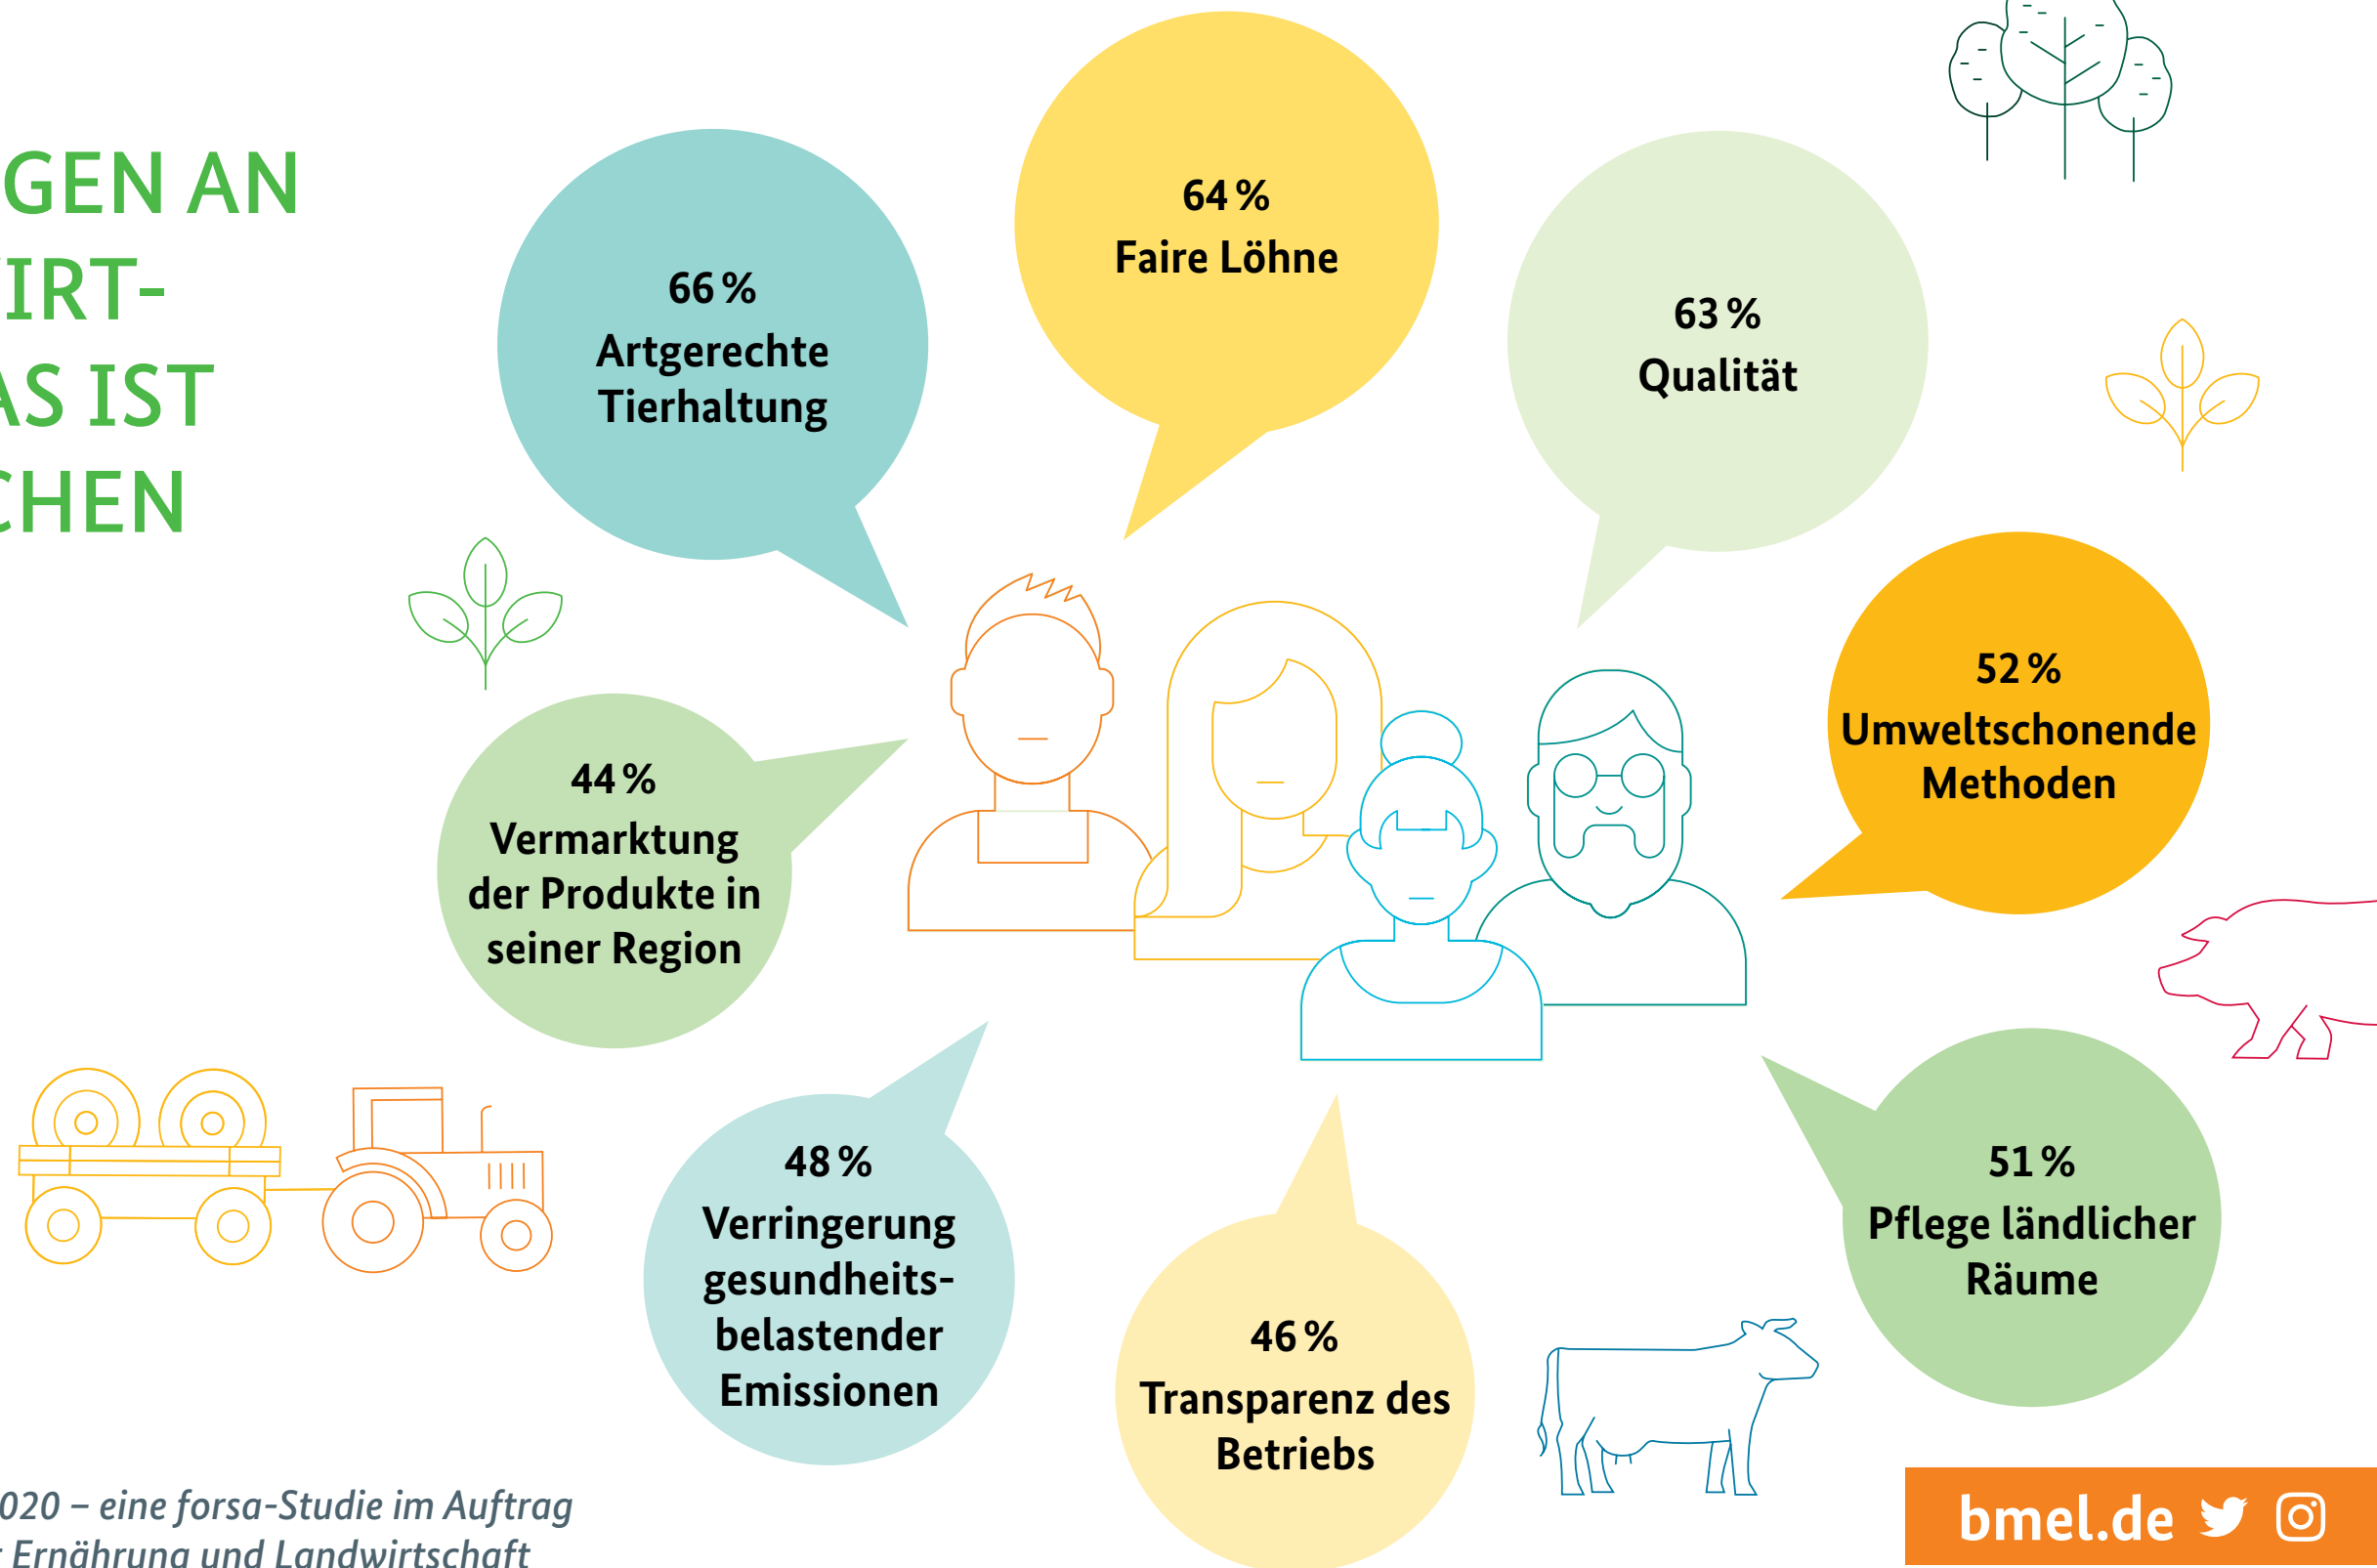 GEN AN
IRT-
AS IST
CHEN
66 %
Artgerechte
Tierhaltung
64 %
Faire Löhne
63 %
Qualität
52 %
Umweltschonende
Methoden
44 %
Vermarktung
der Produkte in
seiner Region
48 %
Verringerung
gesundheits-
belastender
Emissionen
46 %
Transparenz des
Betriebs
51 %
Pflege ländlicher
Räume
020 – eine forsa-Studie im Auftrag
Ernährung und Landwirtschaft
bmel.de